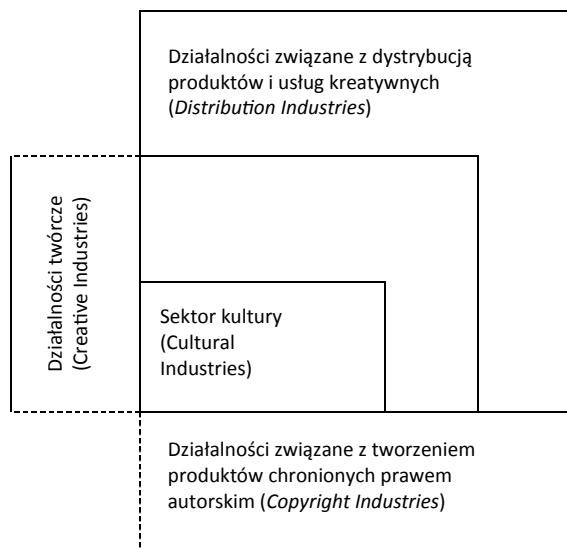 Działalności związane z dystrybucją
produktów i usług kreatywnych
(Distribution Industries)
Działalności twórcze
(Creative Industries)
Sektor kultury
(Cultural
Industries)
Działalności związane z tworzeniem
produktów chronionych prawem
autorskim (Copyright Industries)